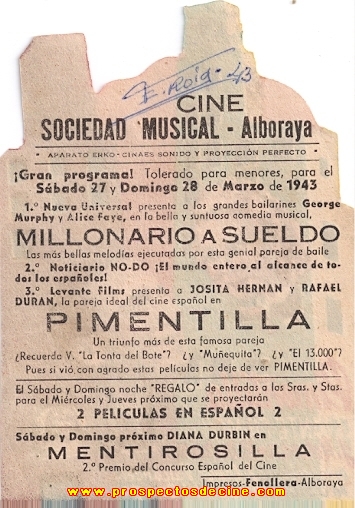 E. Roig - 43
CINE
SOCIEDAD MUSICAL - Alboraya
- APARATO ERKO-CINAES SONIDO Y PROYECCIÓN PERFECTO -
¡Gran programa! Tolerado para menores, para el
Sábado 27 y Domingo 28 de Marzo de 1943
1.º Nueva Universal presenta a los grandes bailarines George
Murphy y Alice Faye, en la bella y suntuosa comedia musical,
MILLONARIO A SUELDO
Las más bellas melodías ejecutadas por esta genial pareja de baile
2.º Noticiario NO-DO ¡El mundo entero al alcance de to-
dos los españoles!
3.º Levante Films presenta a JOSITA HERNAN y RAFAEL
DURAN, la pareja ideal del cine español en
PIMENTILLA
Un triunfo más de esta famosa pareja
¿Recuerda V. "La Tonta del Bote"? ¿y "Muñequita"? ¿y "El 13.000"?
Pues si vió con agrado estas películas no deje de ver PIMENTILLA.
El Sábado y Domingo noche "REGALO" de entradas a las Sras. y Stas.
para el Miércoles y Jueves próximo que se proyectarán
2 PELICULAS EN ESPAÑOL 2
Sábado y Domingo próximo DIANA DURBIN en
MENTIROSILLA
2.º Premio del Concurso Español del Cine
Impresos-Fenollera-Alboraya
www.prospectosdecine.com